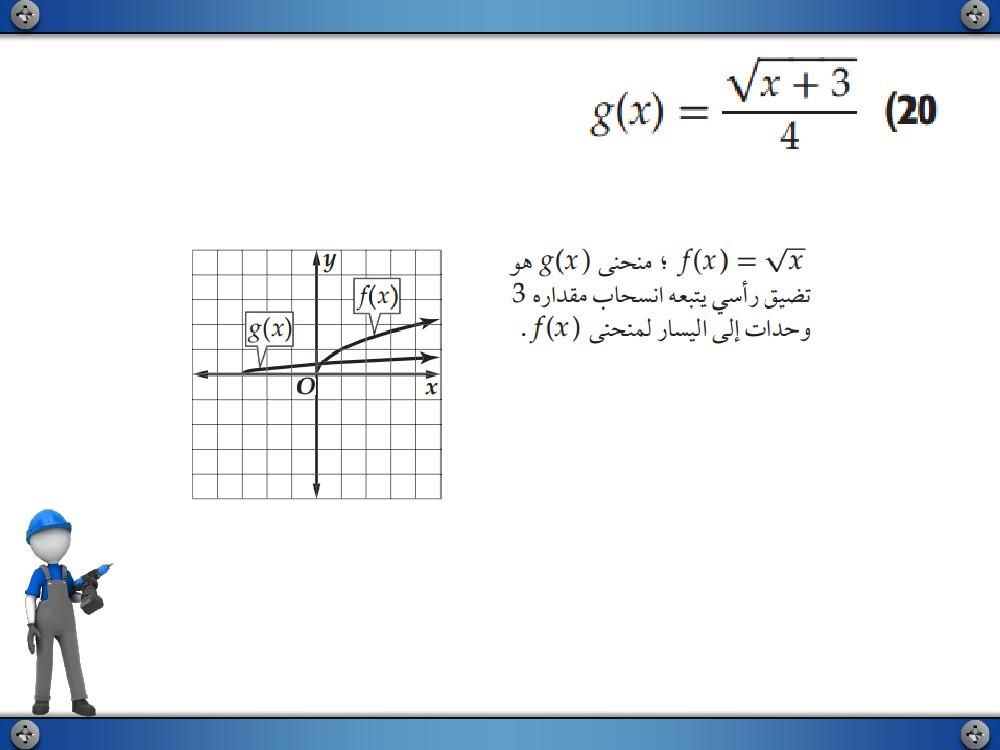 (20 g(x) = √(x + 3) / 4
f(x) = √x ؛ منحنى g(x) هو
تضيق رأسي يتبعه انسحاب مقداره 3
وحدات إلى اليسار لمنحنى f(x) .
y
f(x)
g(x)
O
x